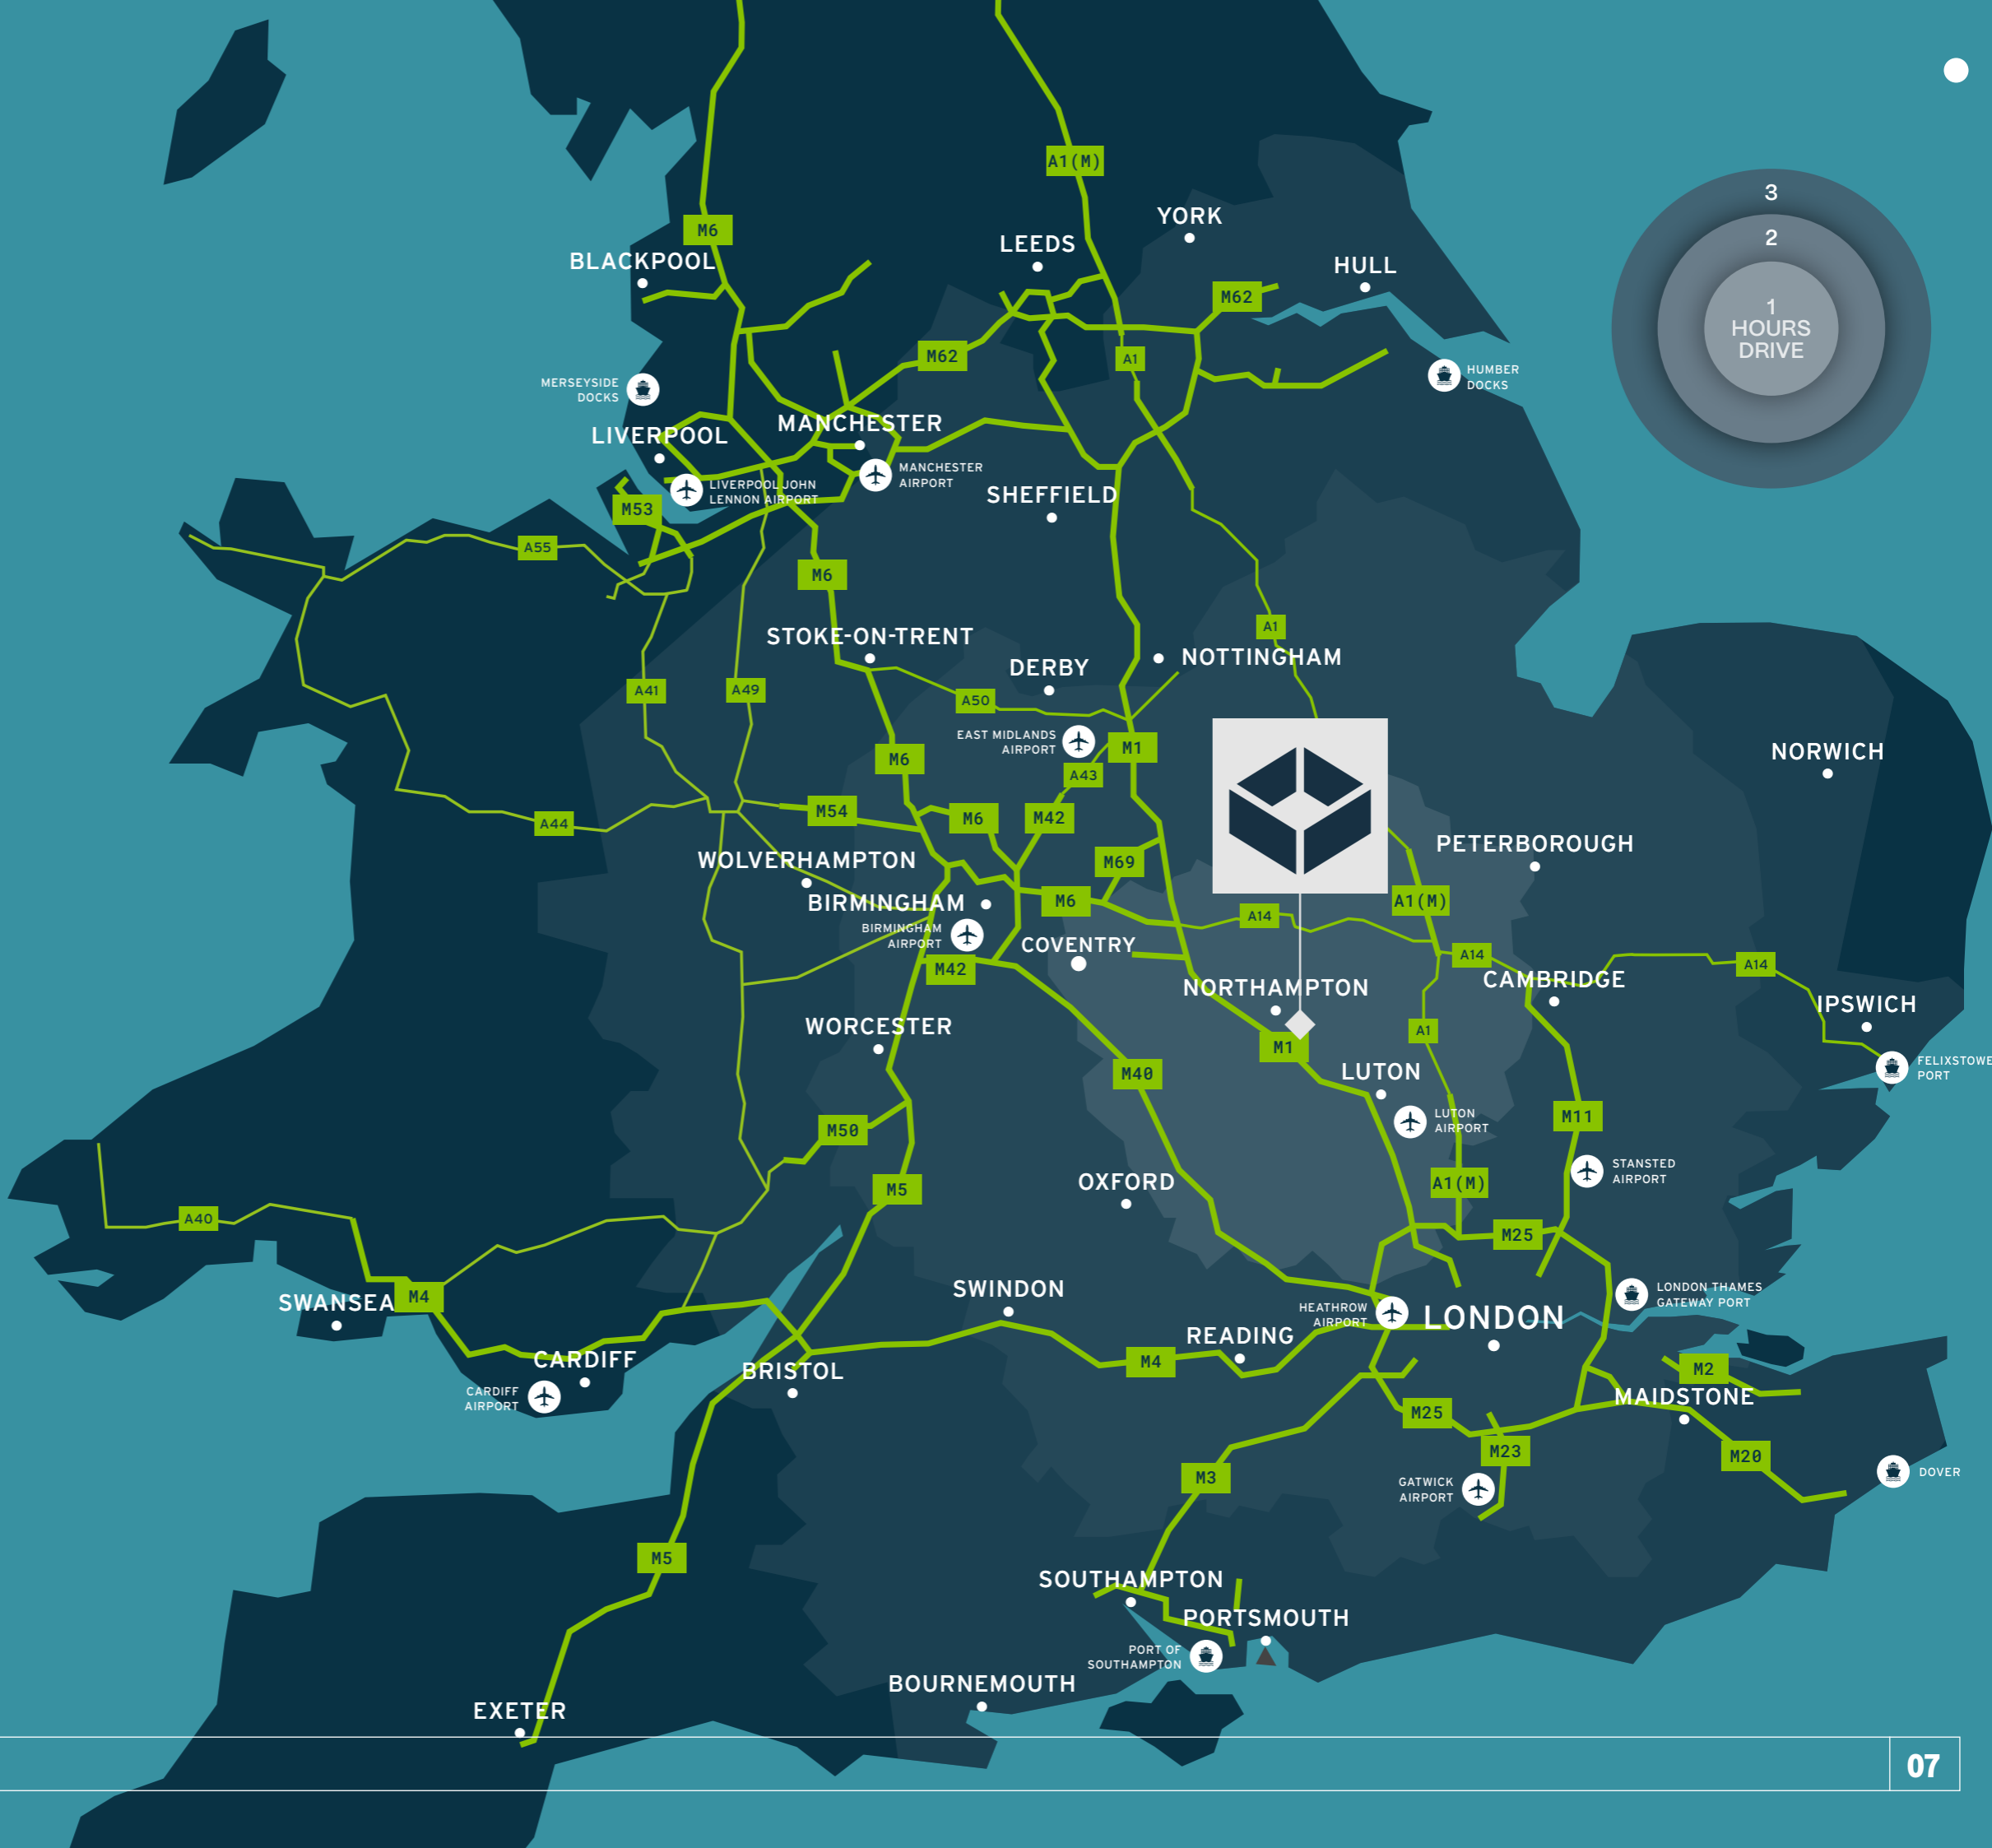 A1(M)
3
YORK
M6
LEEDS
2
BLACKPOOL
HULL
M62
1
HOURS
DRIVE
M62
A1
MERSEYSIDE
DOCKS
HUMBER
DOCKS
MANCHESTER
LIVERPOOL
MANCHESTER
AIRPORT
LIVERPOOL JOHN
LENNON AIRPORT
SHEFFIELD
M53
A55
M6
A1
STOKE-ON-TRENT
NOTTINGHAM
DERBY
A41
A49
A50
EAST MIDLANDS
AIRPORT
M1
NORWICH
M6
A43
M54
M6
M42
A44
PETERBOROUGH
WOLVERHAMPTON
M69
BIRMINGHAM
M6
A1(M)
A14
BIRMINGHAM
AIRPORT
COVENTRY
A14
A14
M42
CAMBRIDGE
NORTHAMPTON
IPSWICH
WORCESTER
A1
M1
FELIXSTOWE
PORT
M40
LUTON
LUTON
AIRPORT
M11
M50
STANSTED
AIRPORT
OXFORD
A1(M)
M5
A40
M25
SWINDON
LONDON THAMES
GATEWAY PORT
M4
SWANSEA
HEATHROW
AIRPORT
LONDON
READING
CARDIFF
M4
BRISTOL
M2
CARDIFF
AIRPORT
MAIDSTONE
M25
M23
M20
M3
GATWICK
AIRPORT
DOVER
M5
SOUTHAMPTON
PORTSMOUTH
PORT OF
SOUTHAMPTON
BOURNEMOUTH
EXETER
07